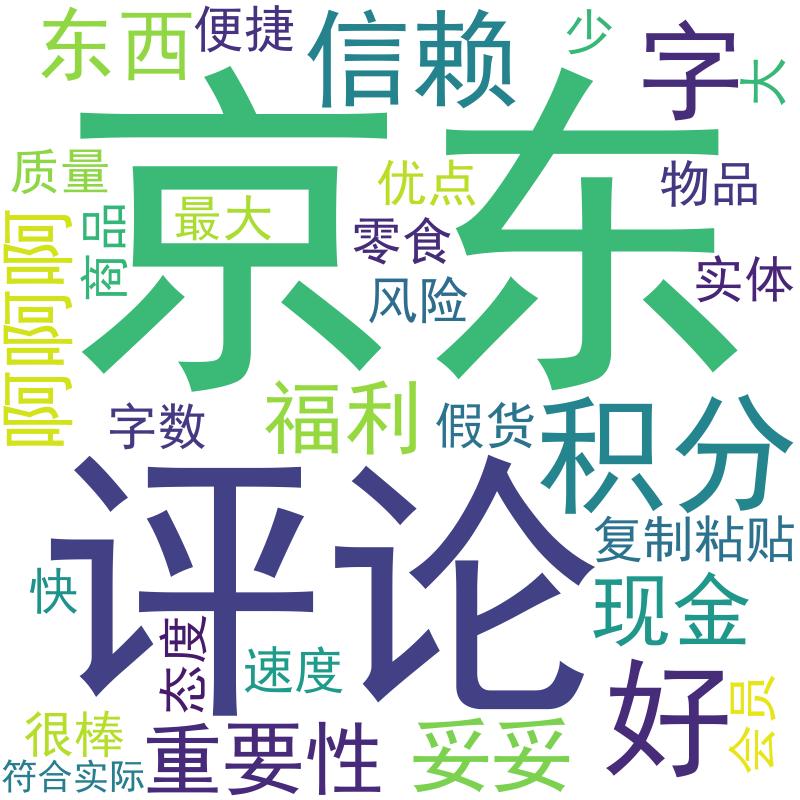 东西
便捷
信赖
少
字
大
京东
质量
最大
优点
物品
商品
零食
啊啊啊啊啊啊
风险
实体
字数
福利
假货
积分
评论
复制粘贴
快
现金
态度
速度
好
会员
很棒
重要性
妥妥
符合实际